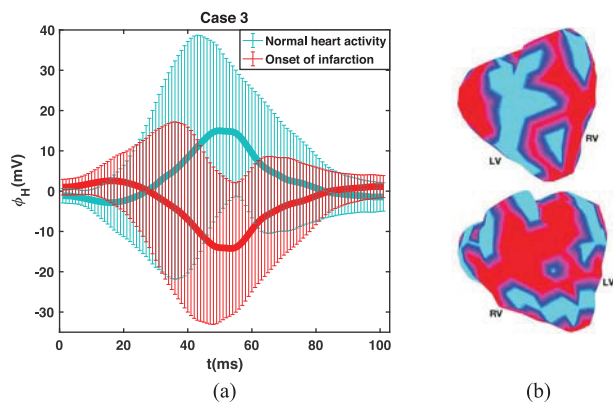 Case 3
40
30
20
10
0
-10
-20
-30
ϕH(mV)
Normal heart activity
Onset of infarction
0 20 40 60 80 100
t(ms)
(a)
LV
RV
RV
LV
(b)